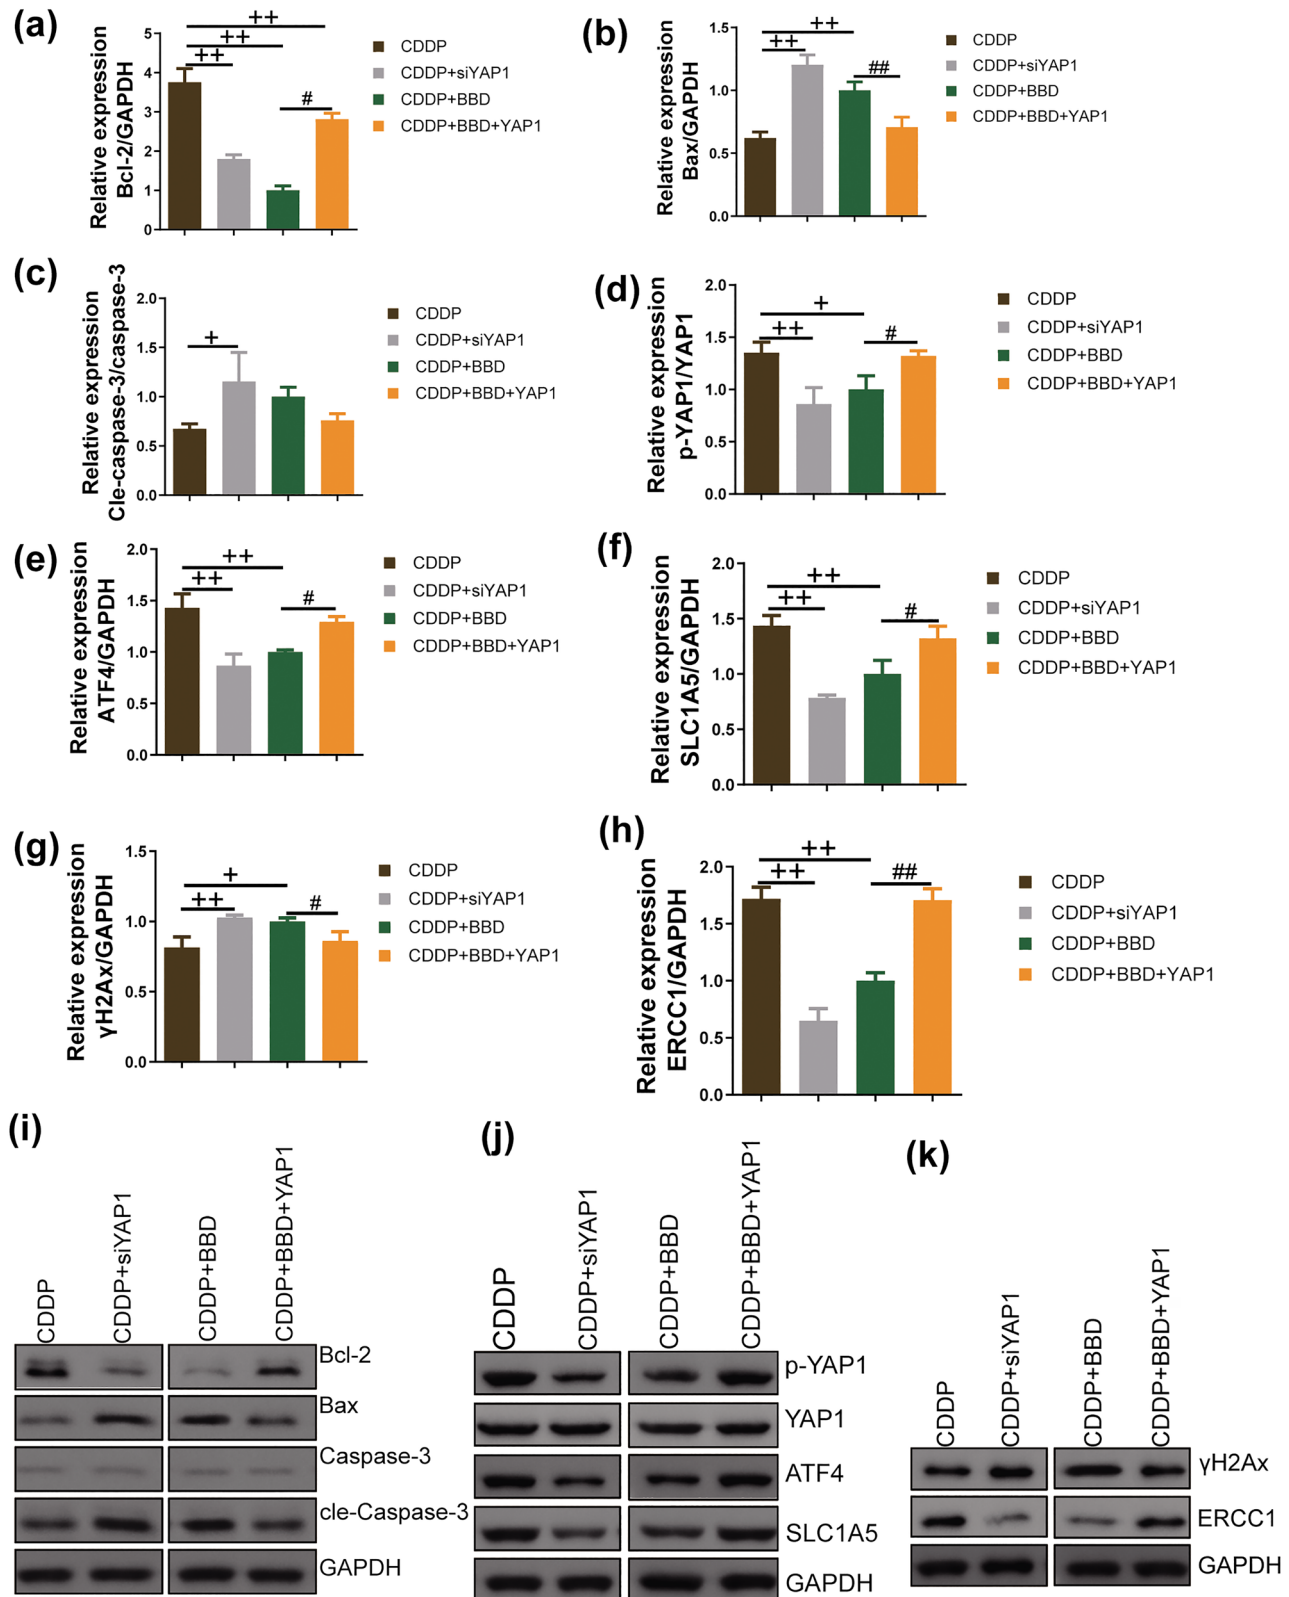 (a)
Relative expression
Bcl-2/GAPDH
5
4
3
2
1
0
++
++
++
#
CDDP
CDDP+siYAP1
CDDP+BBD
CDDP+BBD+YAP1
(b)
Relative expression
Bax/GAPDH
1.5
1.0
0.5
0.0
++
++
##
CDDP
CDDP+siYAP1
CDDP+BBD
CDDP+BBD+YAP1
(c)
Relative expression
Cle-caspase-3/caspase-3
2.0
1.5
1.0
0.5
0.0
+
CDDP
CDDP+siYAP1
CDDP+BBD
CDDP+BBD+YAP1
(d)
Relative expression
p-YAP1/YAP1
2.0
1.5
1.0
0.5
0.0
+
++
#
CDDP
CDDP+siYAP1
CDDP+BBD
CDDP+BBD+YAP1
(e)
Relative expression
ATF4/GAPDH
2.0
1.5
1.0
0.5
0.0
++
++
#
CDDP
CDDP+siYAP1
CDDP+BBD
CDDP+BBD+YAP1
(f)
Relative expression
SLC1A5/GAPDH
2.0
1.5
1.0
0.5
0.0
++
++
#
CDDP
CDDP+siYAP1
CDDP+BBD
CDDP+BBD+YAP1
(g)
Relative expression
γH2Ax/GAPDH
1.5
1.0
0.5
0.0
+
++
#
CDDP
CDDP+siYAP1
CDDP+BBD
CDDP+BBD+YAP1
(h)
Relative expression
ERCC1/GAPDH
2.0
1.5
1.0
0.5
0.0
++
++
##
CDDP
CDDP+siYAP1
CDDP+BBD
CDDP+BBD+YAP1
(i)
CDDP
CDDP+siYAP1
CDDP+BBD
CDDP+BBD+YAP1
Bcl-2
Bax
Caspase-3
cle-Caspase-3
GAPDH
(j)
CDDP
CDDP+siYAP1
CDDP+BBD
CDDP+BBD+YAP1
p-YAP1
YAP1
ATF4
SLC1A5
GAPDH
(k)
CDDP
CDDP+siYAP1
CDDP+BBD
CDDP+BBD+YAP1
γH2Ax
ERCC1
GAPDH